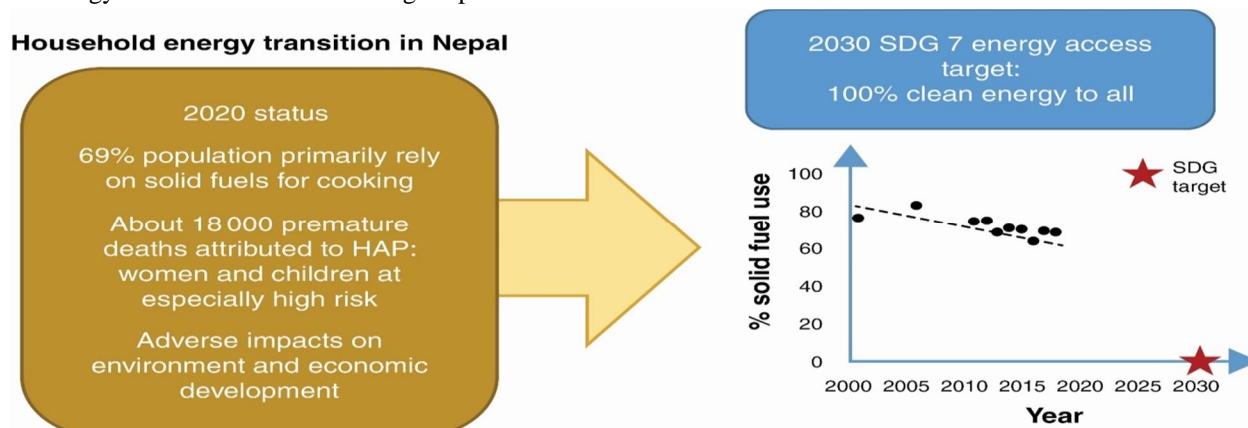 Household energy transition in Nepal
2020 status
69% population primarily rely
on solid fuels for cooking
About 18 000 premature
deaths attributed to HAP:
women and children at
especially high risk
Adverse impacts on
environment and economic
development
2030 SDG 7 energy access
target:
100% clean energy to all
SDG
target
% solid fuel use
100
80
60
40
20
0
2000 2005 2010 2015 2020 2025 2030
Year